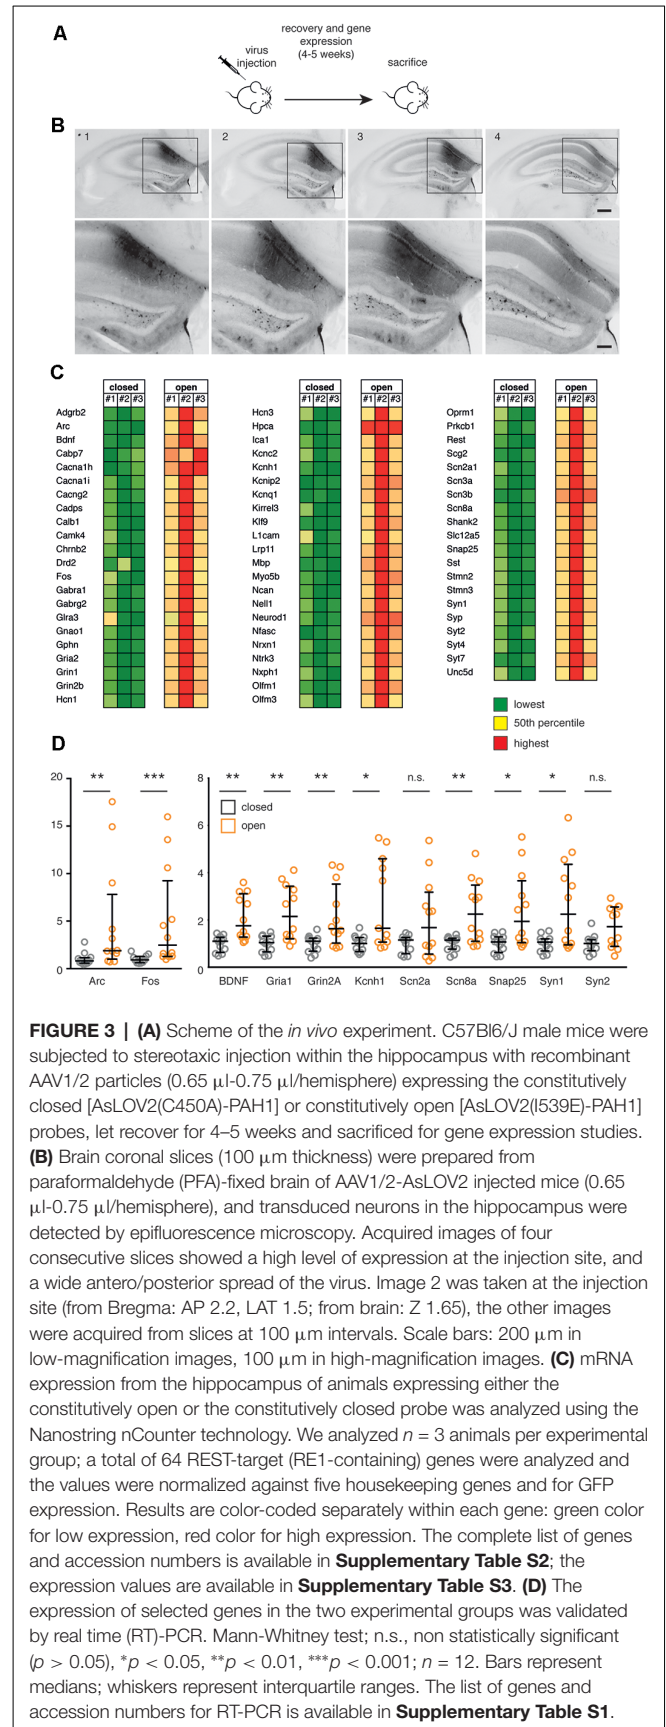 A
virus
injection
recovery and gene
expression
(4-5 weeks)
sacrifice
B
* 1
2
3
4
C
closed open
#1 #2 #3 #1 #2 #3
Adgrb2
Arc
Bdnf
Cabp7
Cacna1h
Cacna1i
Cacng2
Cadps
Calb1
Camk4
Chrnb2
Drd2
Fos
Gabra1
Gabrg2
Glra3
Gnao1
Gphn
Gria2
Grin1
Grin2b
Hcn1
closed open
#1 #2 #3 #1 #2 #3
Hcn3
Hpca
Ica1
Kcnc2
Kcnh1
Kcnip2
Kcnq1
Kirrel3
Klf9
L1cam
Lrp11
Mbp
Myo5b
Ncan
Nell1
Neurod1
Nfasc
Nrxn1
Ntrk3
Nxph1
Olfm1
Olfm3
closed open
#1 #2 #3 #1 #2 #3
Oprm1
Prkcb1
Rest
Scg2
Scn2a1
Scn3a
Scn3b
Scn8a
Shank2
Slc12a5
Snap25
Sst
Stmn2
Stmn3
Syn1
Syp
Syt2
Syt4
Syt7
Unc5d
lowest
50th percentile
highest
D
20
15
10
5
0
** ***
Arc Fos
8
6
4
2
0
** ** ** * n.s. ** * * n.s.
closed
open
BDNF Gria1 Grin2A Kcnh1 Scn2a Scn8a Snap25 Syn1 Syn2
FIGURE 3 | (A) Scheme of the in vivo experiment. C57Bl6/J male mice were
subjected to stereotaxic injection within the hippocampus with recombinant
AAV1/2 particles (0.65 μl-0.75 μl/hemisphere) expressing the constitutively
closed [AsLOV2(C450A)-PAH1] or constitutively open [AsLOV2(I539E)-PAH1]
probes, let recover for 4–5 weeks and sacrificed for gene expression studies.
(B) Brain coronal slices (100 μm thickness) were prepared from
paraformaldehyde (PFA)-fixed brain of AAV1/2-AsLOV2 injected mice (0.65
μl-0.75 μl/hemisphere), and transduced neurons in the hippocampus were
detected by epifluorescence microscopy. Acquired images of four
consecutive slices showed a high level of expression at the injection site, and
a wide antero/posterior spread of the virus. Image 2 was taken at the injection
site (from Bregma: AP 2.2, LAT 1.5; from brain: Z 1.65), the other images
were acquired from slices at 100 μm intervals. Scale bars: 200 μm in
low-magnification images, 100 μm in high-magnification images. (C) mRNA
expression from the hippocampus of animals expressing either the
constitutively open or the constitutively closed probe was analyzed using the
Nanostring nCounter technology. We analyzed n = 3 animals per experimental
group; a total of 64 REST-target (RE1-containing) genes were analyzed and
the values were normalized against five housekeeping genes and for GFP
expression. Results are color-coded separately within each gene: green color
for low expression, red color for high expression. The complete list of genes
and accession numbers is available in Supplementary Table S2; the
expression values are available in Supplementary Table S3. (D) The
expression of selected genes in the two experimental groups was validated
by real time (RT)-PCR. Mann-Whitney test; n.s., non statistically significant
(p > 0.05), *p < 0.05, **p < 0.01, ***p < 0.001; n = 12. Bars represent
medians; whiskers represent interquartile ranges. The list of genes and
accession numbers for RT-PCR is available in Supplementary Table S1.